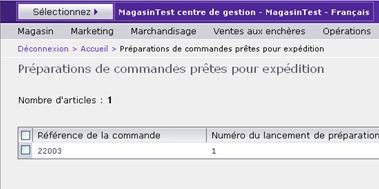 Sélectionnez MagasinTest centre de gestion - MagasinTest - Français
Magasin Marketing Marchandisage Ventes aux enchères Opérations
Déconnexion > Accueil > Préparations de commandes prêtes pour expédition
Préparations de commandes prêtes pour expédition
Nombre d'articles : 1
Référence de la commande Numéro du lancement de préparation
22003 1